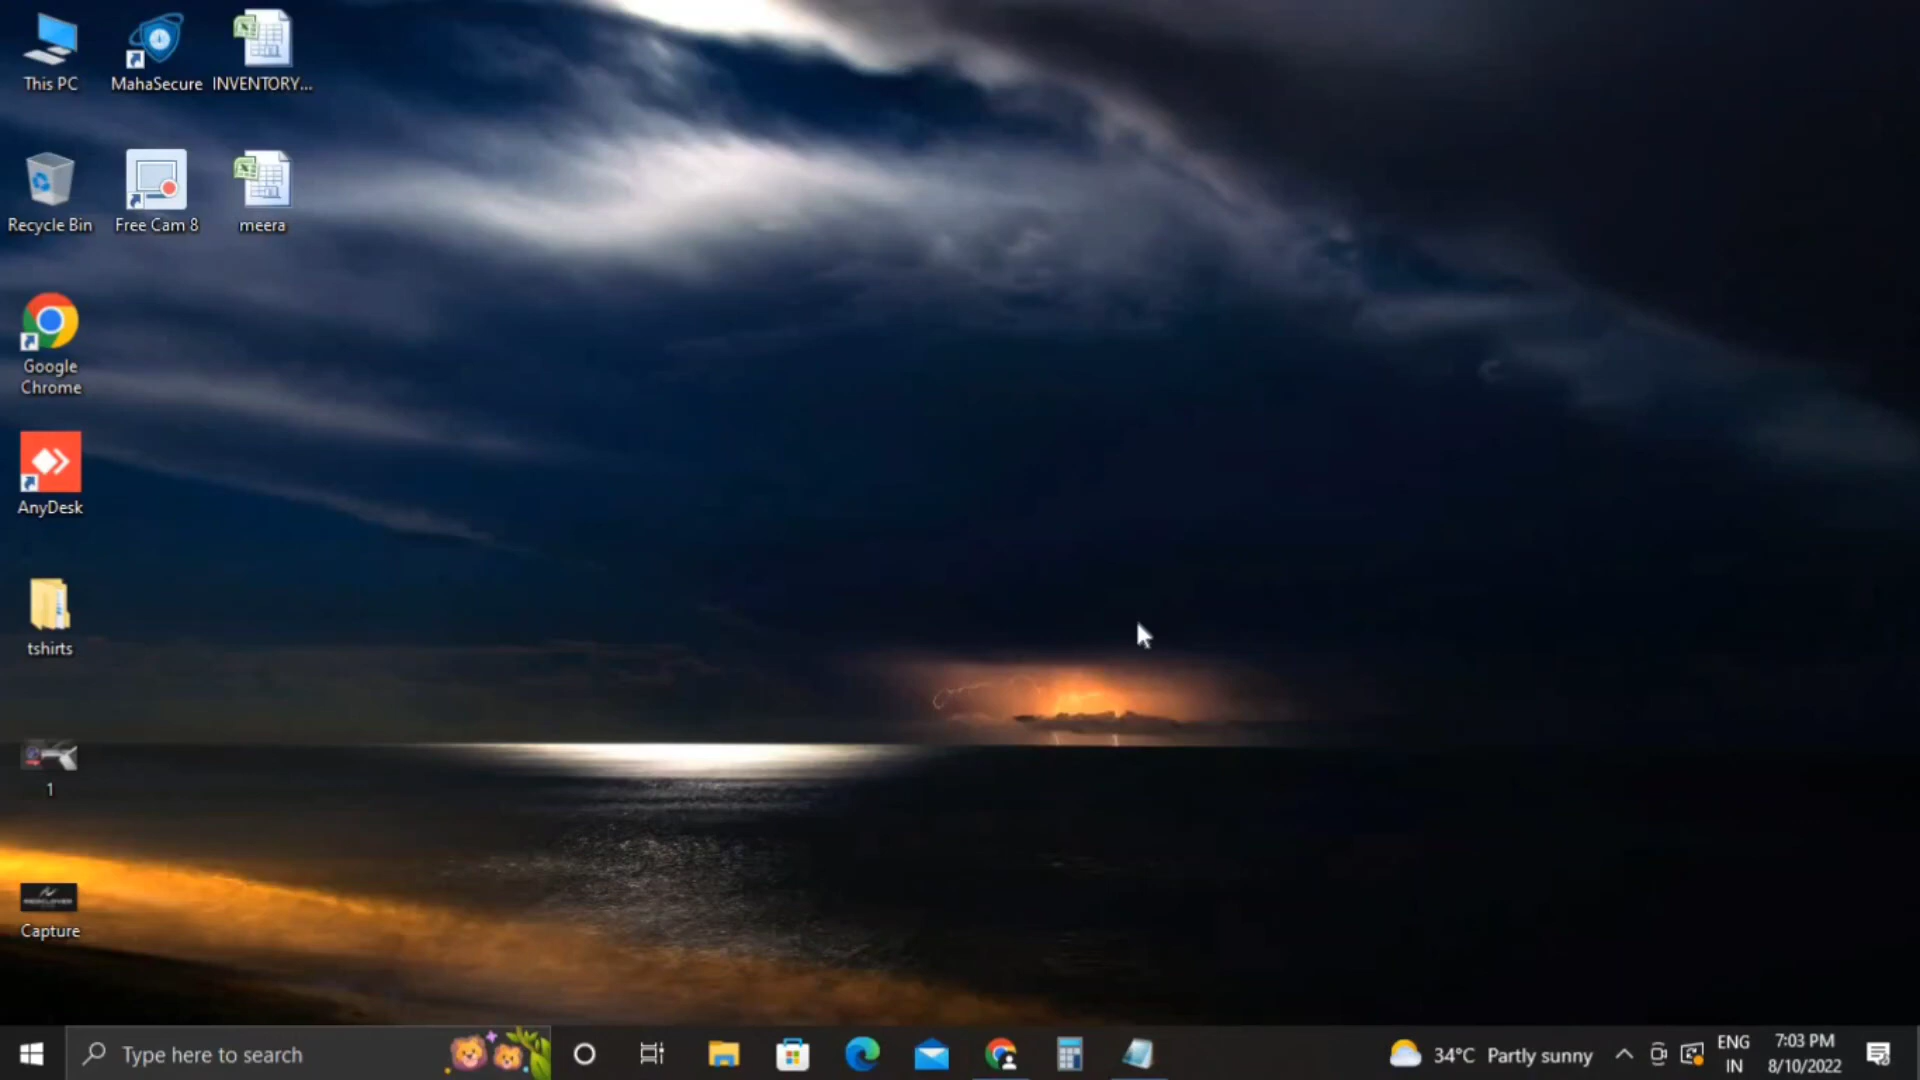 This PC
MahaSecure
INVENTORY...
Recycle Bin
Free Cam 8
meera
Google
Chrome
AnyDesk
tshirts
1
Capture
Type here to search
34°C Partly sunny
ENG
IN
7:03 PM
8/10/2022